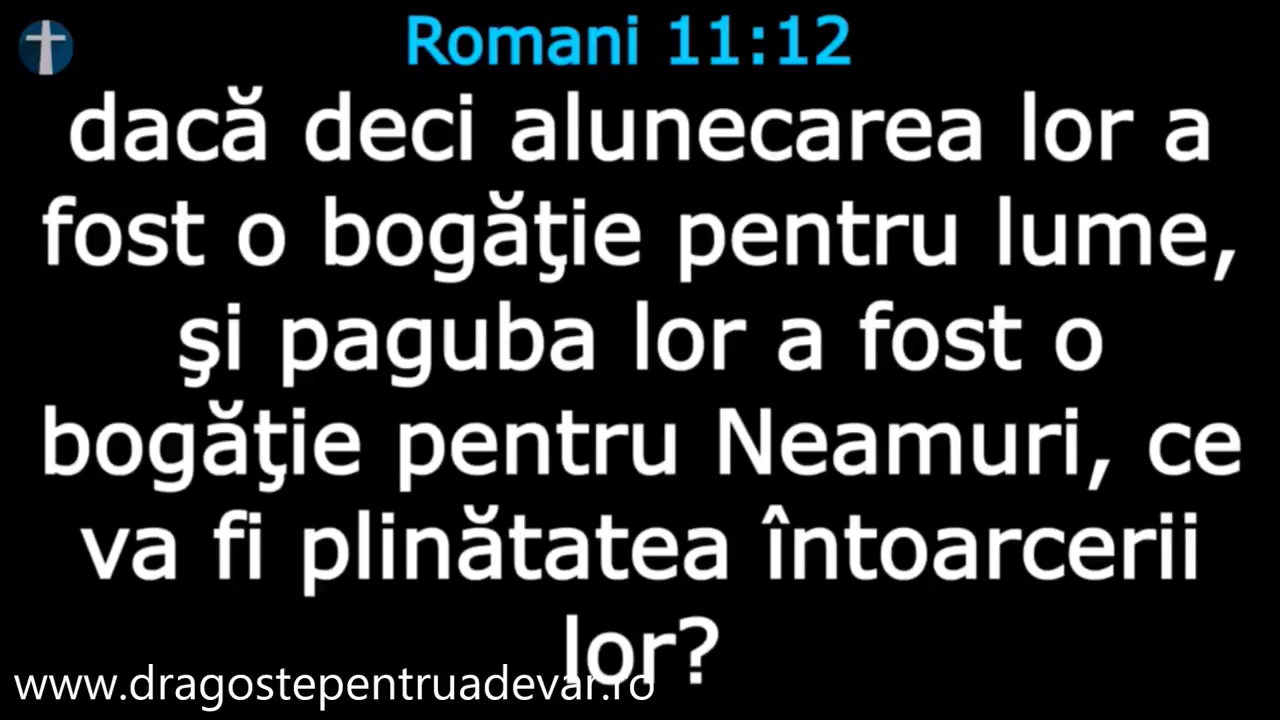 Romani 11:12
dacă deci alunecarea lor a
fost o bogăţie pentru lume,
şi paguba lor a fost o
bogăţie pentru Neamuri, ce
va fi plinătatea întoarcerii
lor?
www.dragostepentruadevar.ro